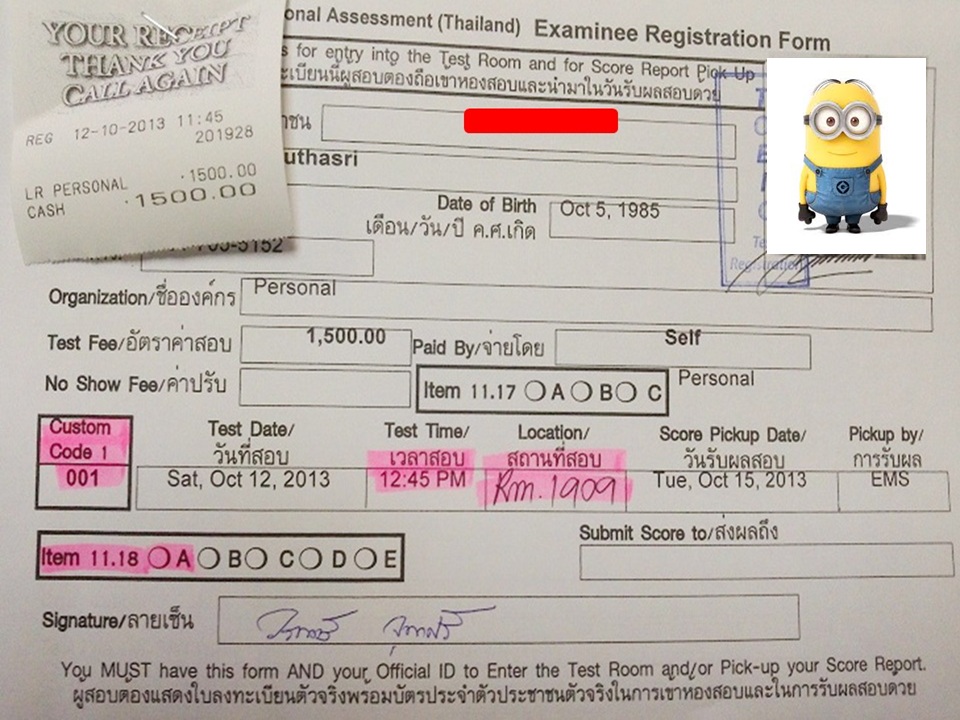 YOUR RECEIPT
THANK YOU
CALL AGAIN
REG 12-10-2013 11:45
201928
LR PERSONAL ·1500.00
CASH ·1500.00
onal Assessment (Thailand) Examinee Registration Form
s for entry into the Test Room and for Score Report Pick Up
ะเบียนนี้ผู้สอบต้องถือเข้าห้องสอบและนำมาในวันรับผลสอบด้วย
าชน
uthasri
Date of Birth Oct 5, 1985
เดือน/วัน/ปี ค.ศ.เกิด
Registration
Organization/ชื่อองค์กร Personal
Test Fee/อัตราค่าสอบ 1,500.00 Paid By/จ่ายโดย Self
No Show Fee/ค่าปรับ Item 11.17 A B C Personal
Custom Code 1 Test Date/ Test Time/ Location/ Score Pickup Date/ Pickup by/
วันที่สอบ เวลาสอบ สถานที่สอบ วันรับผลสอบ การรับผล
001 Sat, Oct 12, 2013 12:45 PM Rm. 1909 Tue, Oct 15, 2013 EMS
Item 11.18 A B C D E
Submit Score to/ส่งผลถึง
Signature/ลายเซ็น
You MUST have this form AND your Official ID to Enter the Test Room and/or Pick-up your Score Report.
ผู้สอบต้องแสดงใบลงทะเบียนตัวจริงพร้อมบัตรประจำตัวประชาชนตัวจริงในการเข้าห้องสอบและในการรับผลสอบด้วย